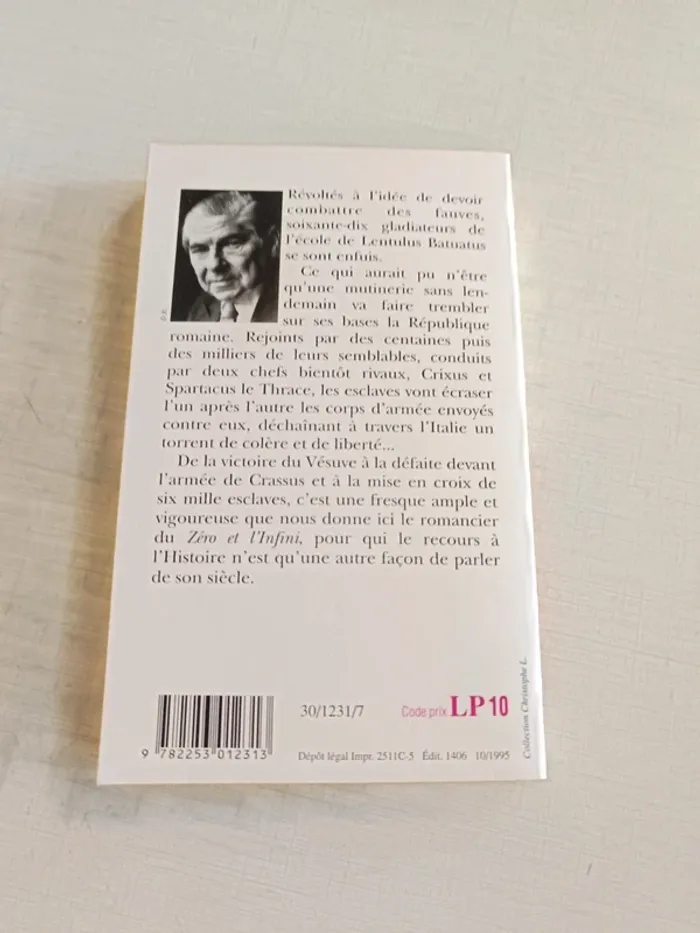 Révoltés à l'idée de devoir
combattre des fauves,
soixante-dix gladiateurs de
l'école de Lentulus Batuatus
se sont enfuis.
Ce qui aurait pu n'être
qu'une mutinerie sans len-
demain va faire trembler
sur ses bases la République
romaine. Rejoints par des centaines puis
des milliers de leurs semblables, conduits
par deux chefs bientôt rivaux, Crixus et
Spartacus le Thrace, les esclaves vont écraser
l'un après l'autre les corps d'armée envoyés
contre eux, déchaînant à travers l'Italie un
torrent de colère et de liberté...
De la victoire du Vésuve à la défaite devant
l'armée de Crassus et à la mise en croix de
six mille esclaves, c'est une fresque ample et
vigoureuse que nous donne ici le romancier
du Zéro et l'Infini, pour qui le recours à
l'Histoire n'est qu'une autre façon de parler
de son siècle.
30/1231/7
Code prix LP 10
9 782253 012313
Dépôt légal Impr. 2511C-5 Édit. 1406 10/1995
Collection Christophe L.